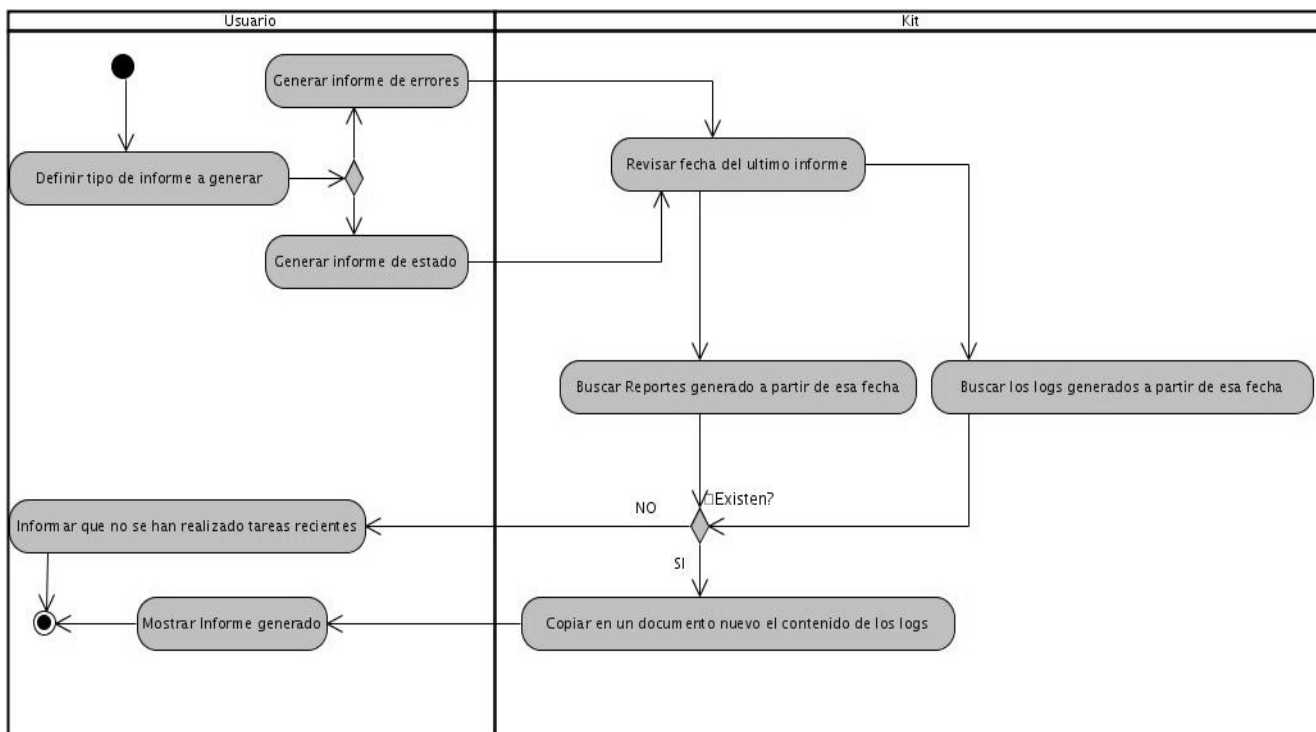 Usuario
Kit
Generar informe de errores
Definir tipo de informe a generar
Revisar fecha del ultimo informe
Generar informe de estado
Buscar Reportes generado a partir de esa fecha
Buscar los logs generados a partir de esa fecha
□Existen?
NO
Informar que no se han realizado tareas recientes
SI
Mostrar Informe generado
Copiar en un documento nuevo el contenido de los logs